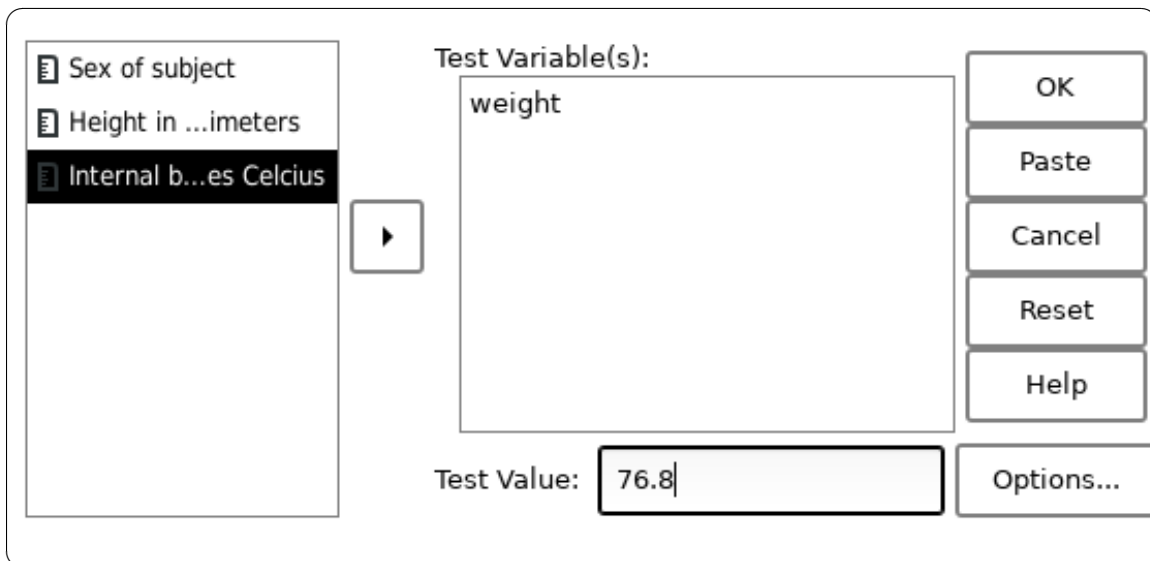 Sex of subject
Height in ...imeters
Internal b...es Celcius
Test Variable(s):
weight
Test Value: 76.8
OK
Paste
Cancel
Reset
Help
Options...